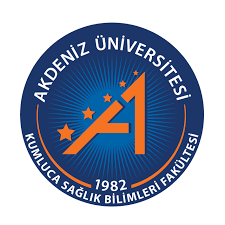 AKDENİZ ÜNİVERSİTESİ
1982
KUMLUCA SAĞLIK BİLİMLERİ FAKÜLTESİ